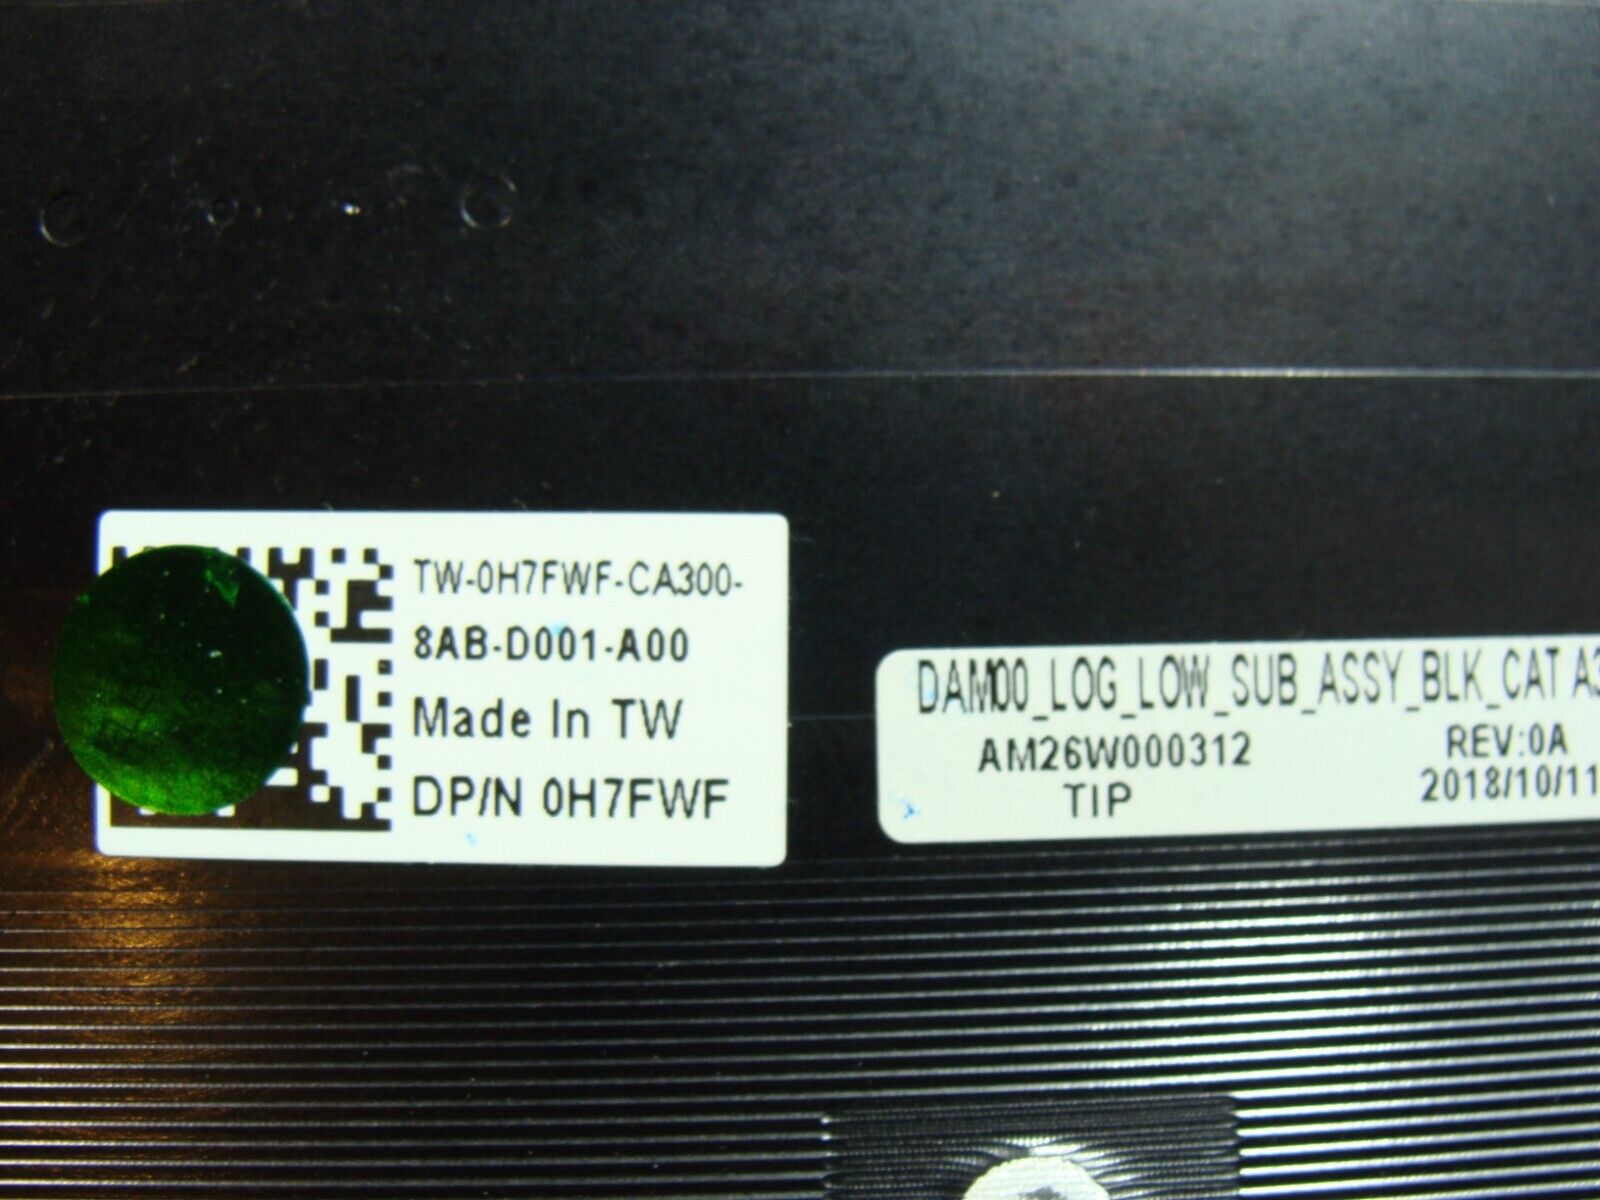 TW-0H7FWF-CA300-
8AB-D001-A00
Made In TW
DP/N 0H7FWF
DAM00_LOG_LOW_SUB_ASSY_BLK_CAT A3
AM26W000312
REV:0A
TIP
2018/10/11